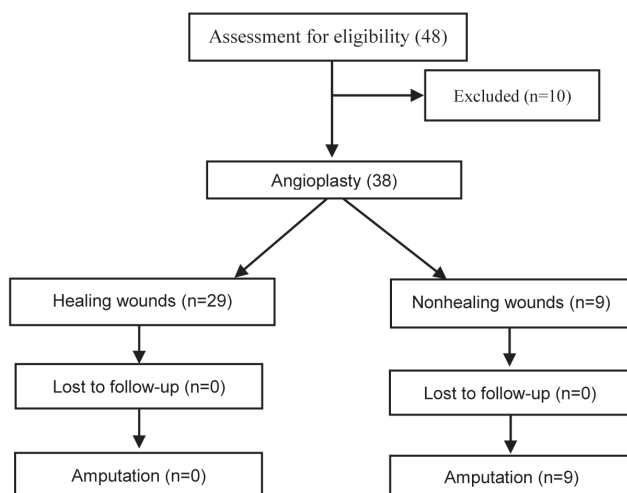 Assessment for eligibility (48)
Excluded (n=10)
Angioplasty (38)
Healing wounds (n=29)
Nonhealing wounds (n=9)
Lost to follow-up (n=0)
Lost to follow-up (n=0)
Amputation (n=0)
Amputation (n=9)